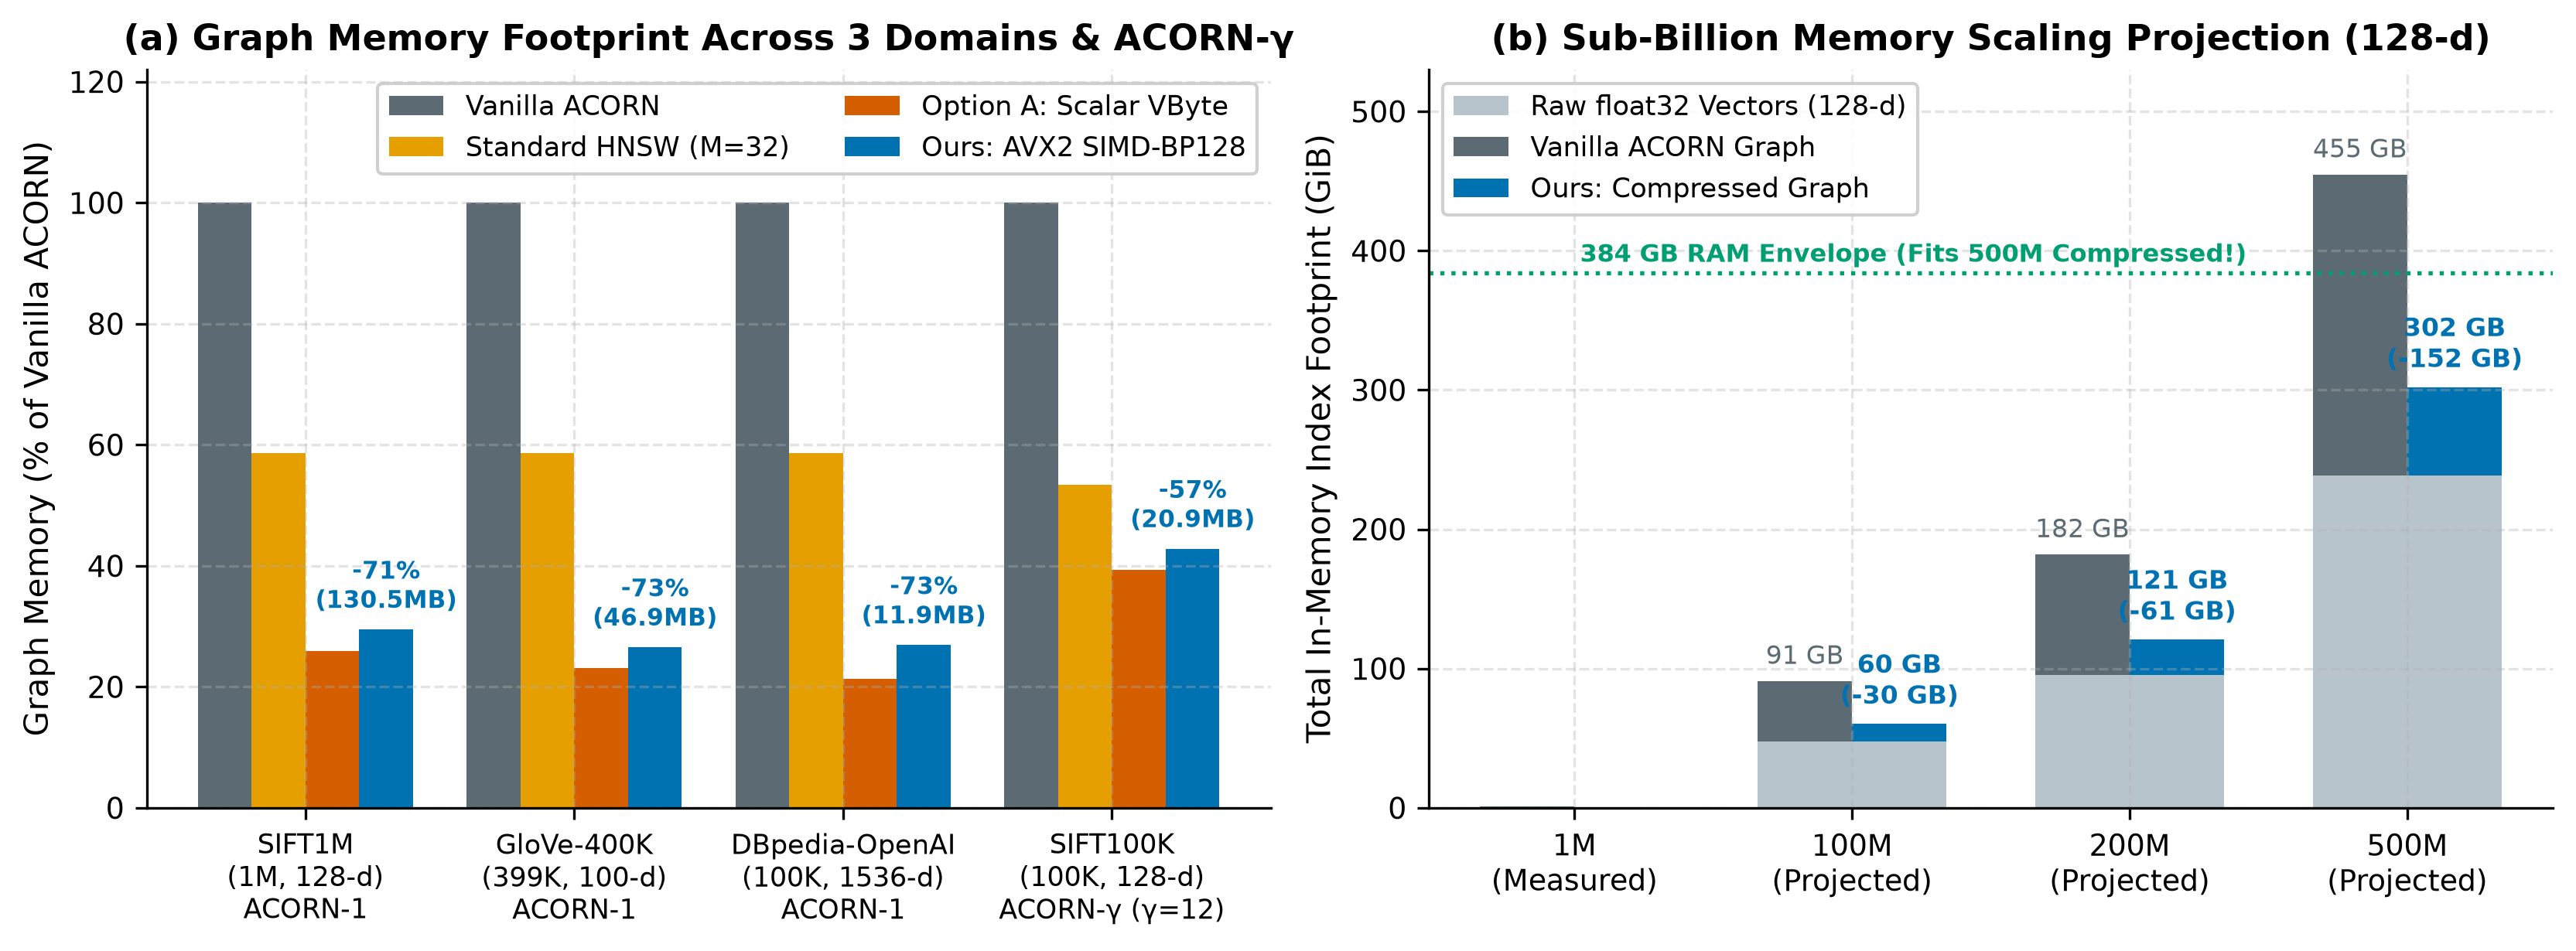 (a) Graph Memory Footprint Across 3 Domains & ACORN-γ
Graph Memory (% of Vanilla ACORN)
120
100
80
60
40
20
0
Vanilla ACORN
Standard HNSW (M=32)
Option A: Scalar VByte
Ours: AVX2 SIMD-BP128
-71%
(130.5MB)
-73%
(46.9MB)
-73%
(11.9MB)
-57%
(20.9MB)
SIFT1M
(1M, 128-d)
ACORN-1
GloVe-400K
(399K, 100-d)
ACORN-1
DBpedia-OpenAI
(100K, 1536-d)
ACORN-1
SIFT100K
(100K, 128-d)
ACORN-γ (γ=12)
(b) Sub-Billion Memory Scaling Projection (128-d)
Total In-Memory Index Footprint (GiB)
500
400
300
200
100
0
Raw float32 Vectors (128-d)
Vanilla ACORN Graph
Ours: Compressed Graph
384 GB RAM Envelope (Fits 500M Compressed!)
91 GB
60 GB
(-30 GB)
182 GB
121 GB
(-61 GB)
455 GB
302 GB
(-152 GB)
1M
(Measured)
100M
(Projected)
200M
(Projected)
500M
(Projected)